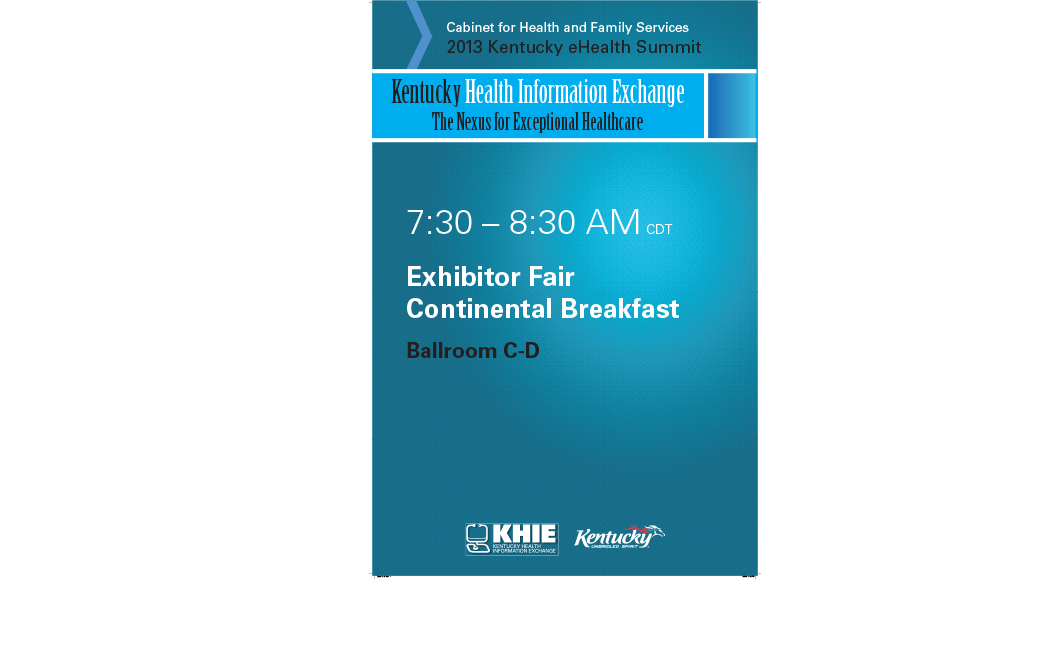 Cabinet for Health and Family Services
2013 Kentucky eHealth Summit
Kentucky Health Information Exchange
The Nexus for Exceptional Healthcare
7:30 – 8:30 AM CDT
Exhibitor Fair
Continental Breakfast
Ballroom C-D
KHIE
KENTUCKY HEALTH
INFORMATION EXCHANGE
Kentucky
UNBRIDLED SPIRIT